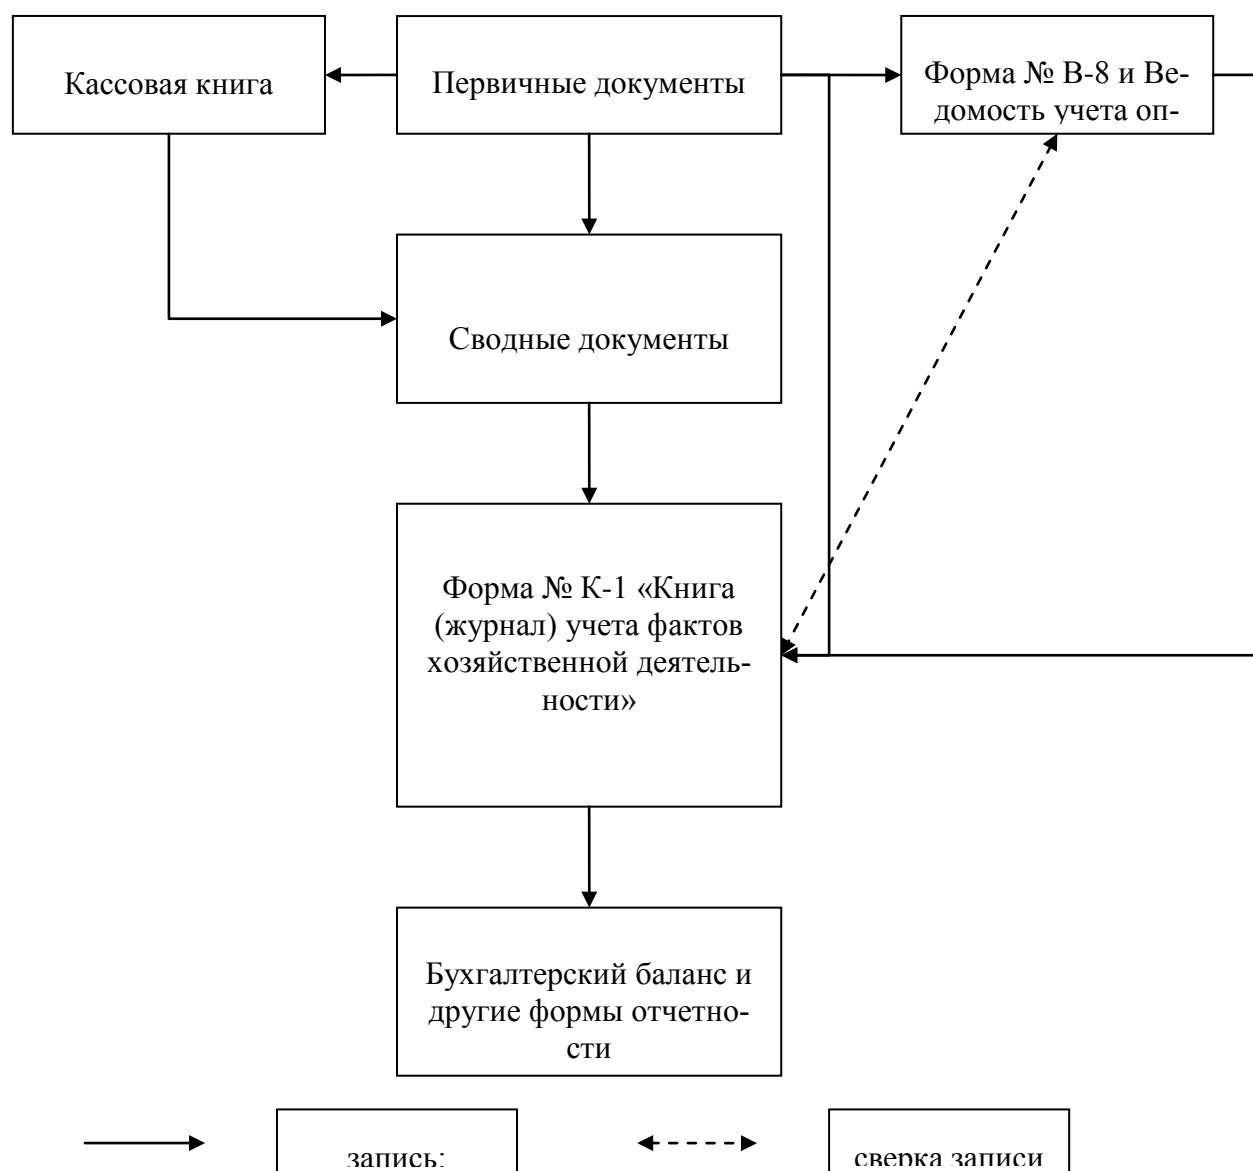 Кассовая книга
Первичные документы
Форма № В-8 и Ве-
домость учета оп-
Сводные документы
Форма № К-1 «Книга
(журнал) учета фактов
хозяйственной деятель-
ности»
Бухгалтерский баланс и
другие формы отчетно-
сти
запись;
сверка записи